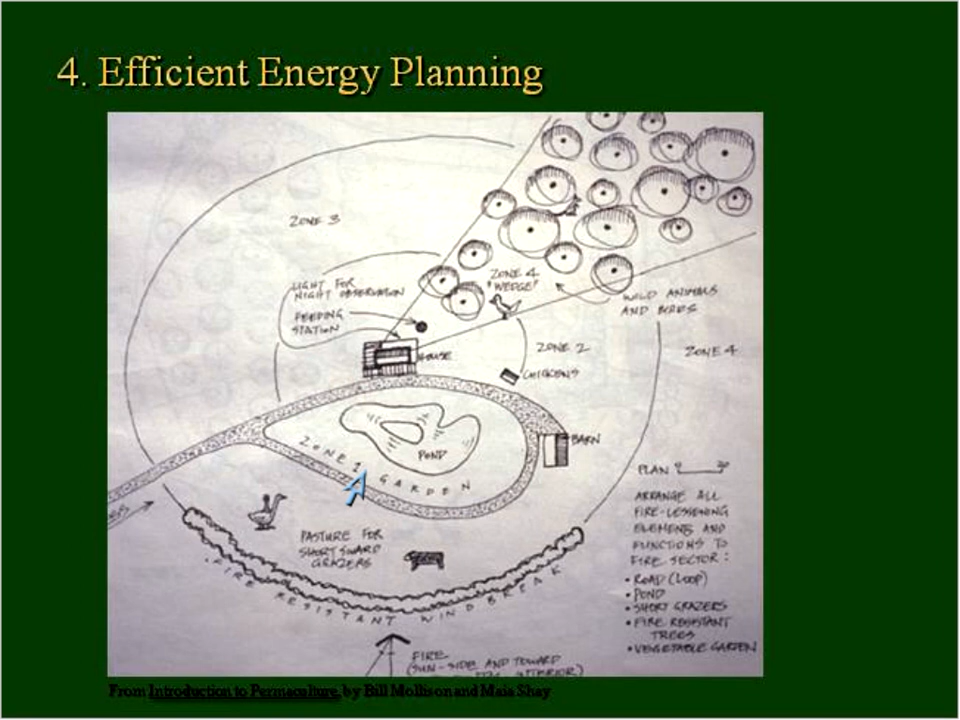 4. Efficient Energy Planning
ZONE 3
LIGHT FOR
NIGHT OBSERVATION
FEEDING
STATION
ZONE 4
"WEDGE"
WILD ANIMALS
AND BIRDS
HOUSE
ZONE 2
ZONE 4
CHICKENS
BARN
POND
ZONE 1
GARDEN
PLAN
ARRANGE ALL
FIRE-LESSENING
ELEMENTS AND
FUNCTIONS TO
FIRE SECTOR:
• ROAD (LOOP)
• POND
• SHORT GRAZERS
• FIRE RESISTANT
TREES
• VEGETABLE GARDEN
PASTURE FOR
SHORT SWARD
GRAZERS
FIRE RESISTANT WINDBREAK
FIRE
(SUN-SIDE AND TOWARD
INTERIOR)
From Introduction to Permaculture, by Bill Mollison and Maia Shay